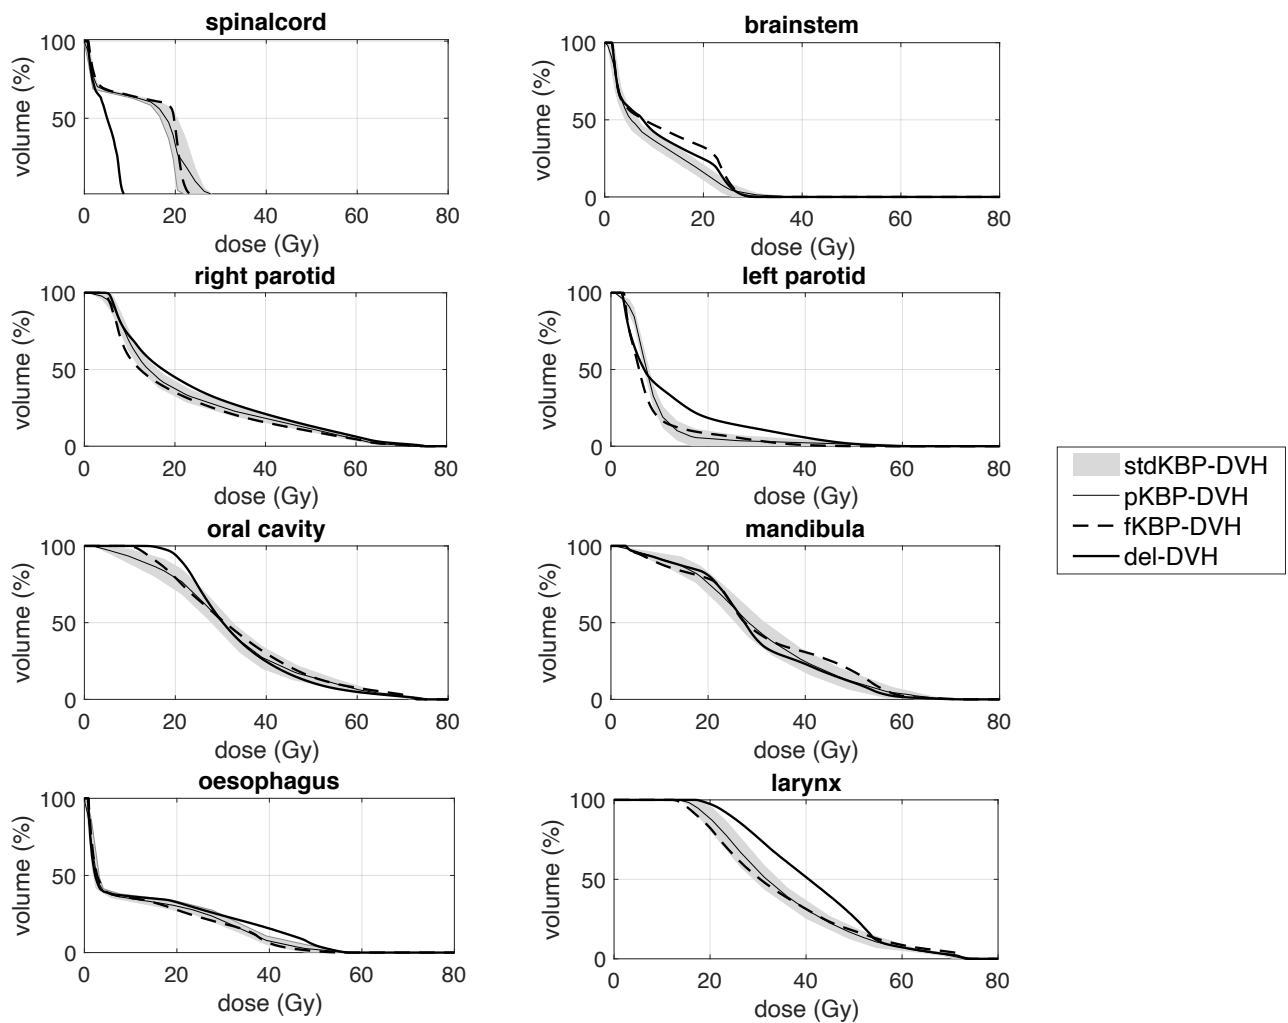 spinalcord
100
50
volume (%)
0 20 40 60 80
dose (Gy)
brainstem
100
50
0
volume (%)
0 20 40 60 80
dose (Gy)
right parotid
100
50
0
volume (%)
0 20 40 60 80
dose (Gy)
left parotid
100
50
0
volume (%)
0 20 40 60 80
dose (Gy)
stdKBP-DVH
pKBP-DVH
fKBP-DVH
del-DVH
oral cavity
100
50
0
volume (%)
0 20 40 60 80
dose (Gy)
mandibula
100
50
0
volume (%)
0 20 40 60 80
dose (Gy)
oesophagus
100
50
0
volume (%)
0 20 40 60 80
dose (Gy)
larynx
100
50
0
volume (%)
0 20 40 60 80
dose (Gy)